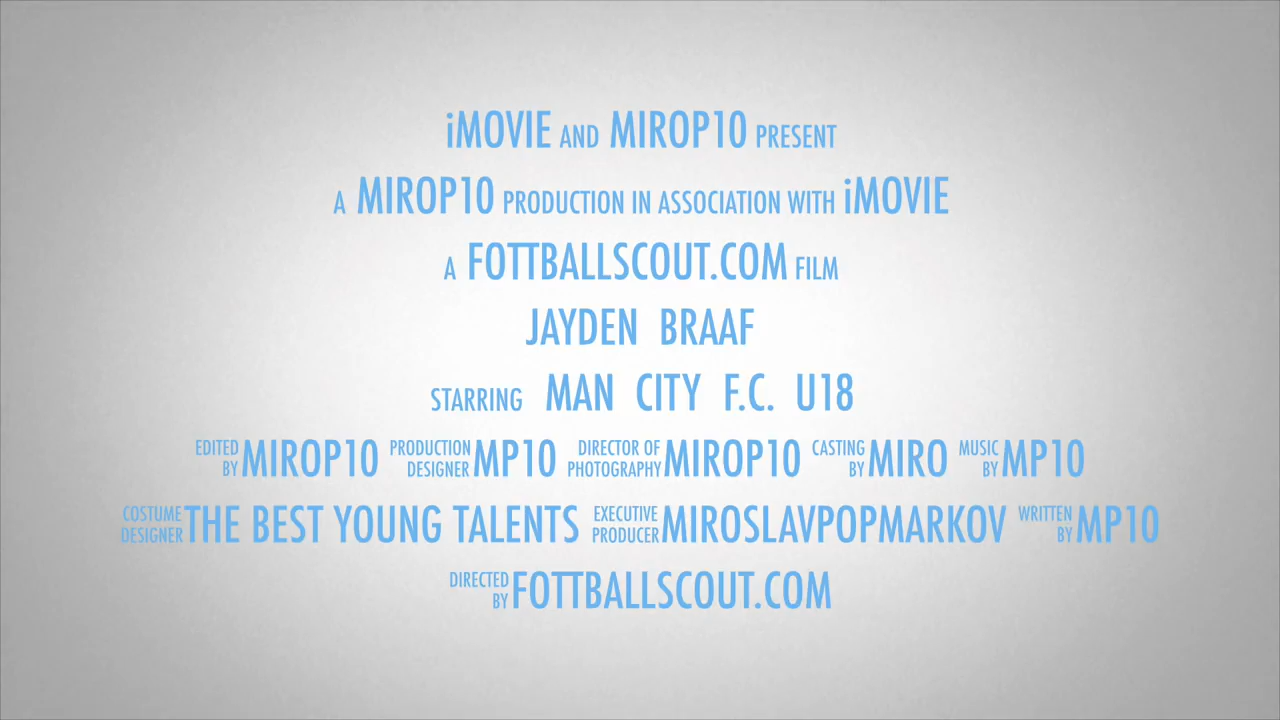 iMOVIE AND MIROP10 PRESENT
A MIROP10 PRODUCTION IN ASSOCIATION WITH iMOVIE
A FOTTBALLSCOUT.COM FILM
JAYDEN BRAAF
STARRING MAN CITY F.C. U18
EDITED BY MIROP10 PRODUCTION DESIGNER MP10 DIRECTOR OF PHOTOGRAPHY MIROP10 CASTING BY MIRO MUSIC BY MP10
COSTUME DESIGNER THE BEST YOUNG TALENTS EXECUTIVE PRODUCER MIROSLAVPOPMARKOV WRITTEN BY MP10
DIRECTED BY FOTTBALLSCOUT.COM